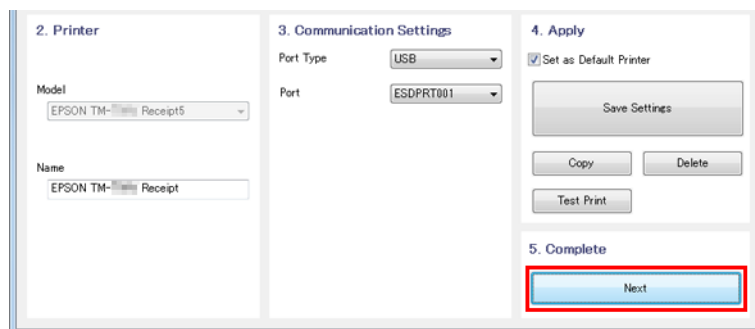 2. Printer
Model
EPSON TM- Receipt5
Name
EPSON TM- Receipt
3. Communication Settings
Port Type
USB
Port
ESDPRT001
4. Apply
Set as Default Printer
Save Settings
Copy
Delete
Test Print
5. Complete
Next